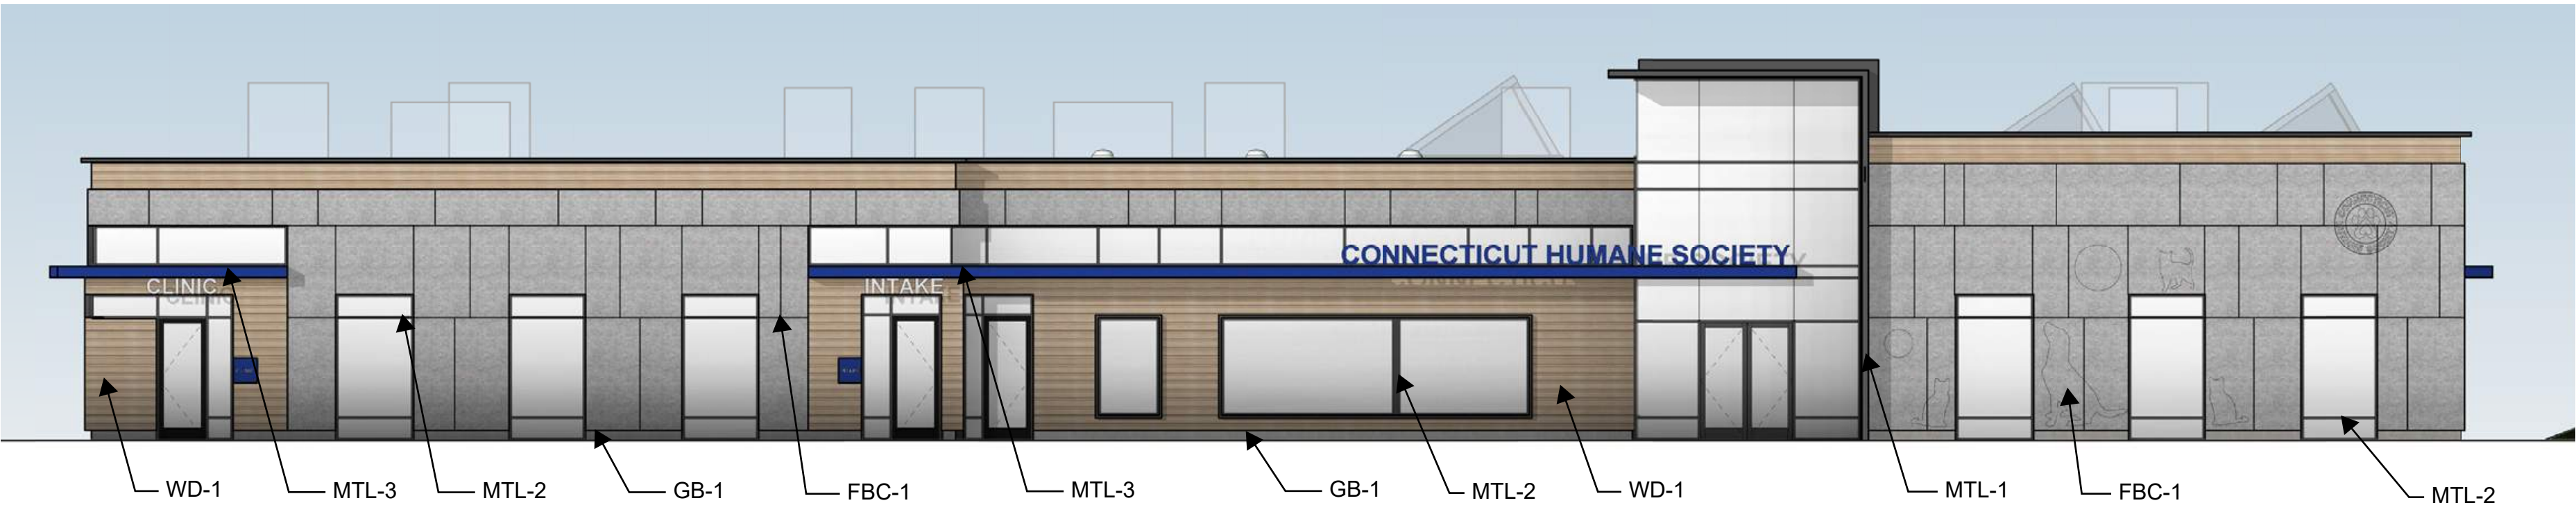 CONNECTICUT HUMANE SOCIETY
CLINIC
INTAKE
WD-1
MTL-3
MTL-2
GB-1
FBC-1
MTL-3
GB-1
MTL-2
WD-1
MTL-1
FBC-1
MTL-2